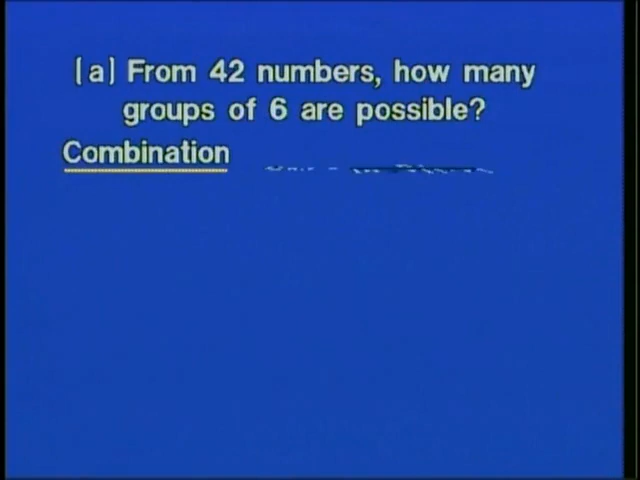 (a) From 42 numbers, how many
groups of 6 are possible?
Combination